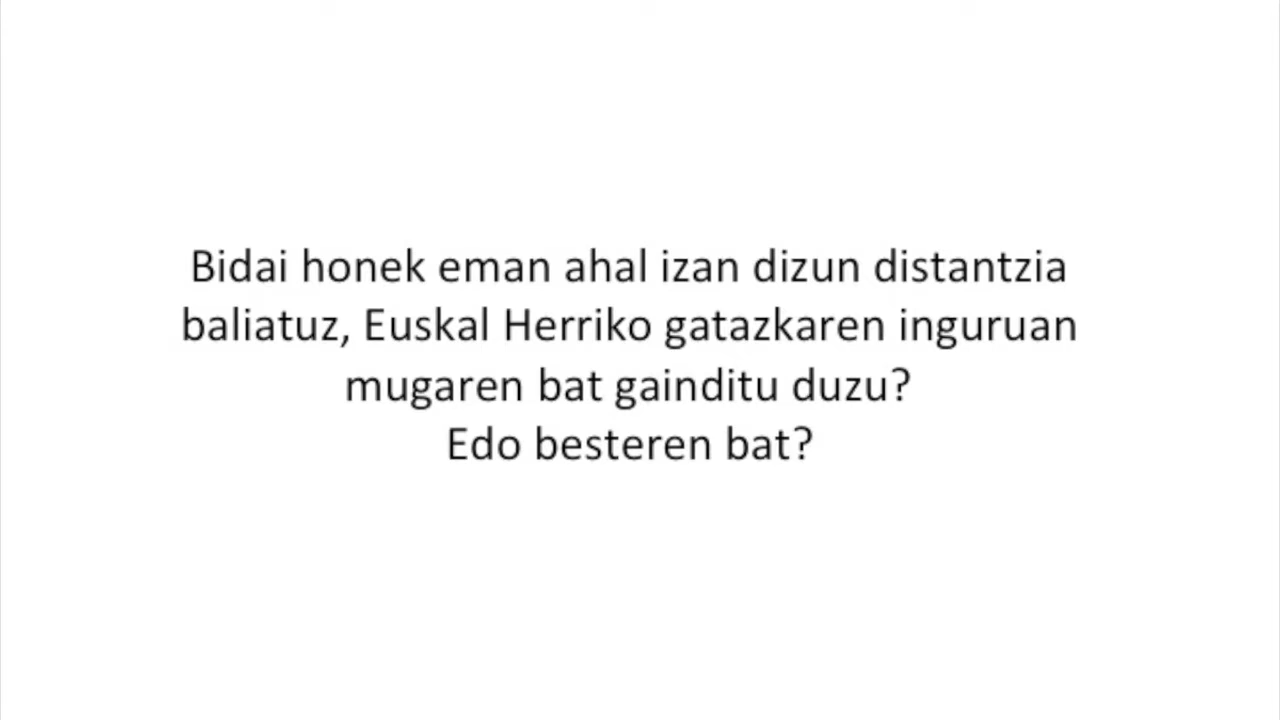 Bidai honek eman ahal izan dizun distantzia
baliatuz, Euskal Herriko gatazkaren inguruan
mugaren bat gainditu duzu?
Edo besteren bat?